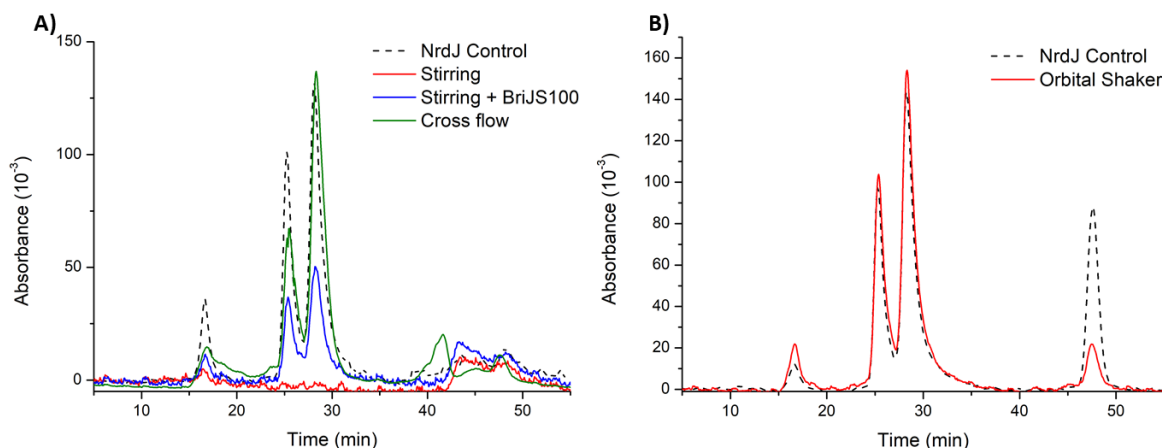 A)
150
100
50
0
Absorbance (10⁻³)
10
20
30
40
50
Time (min)
NrdJ Control
Stirring
Stirring + BriJS100
Cross flow
B)
160
140
120
100
80
60
40
20
0
Absorbance (10⁻³)
10
20
30
40
50
Time (min)
NrdJ Control
Orbital Shaker